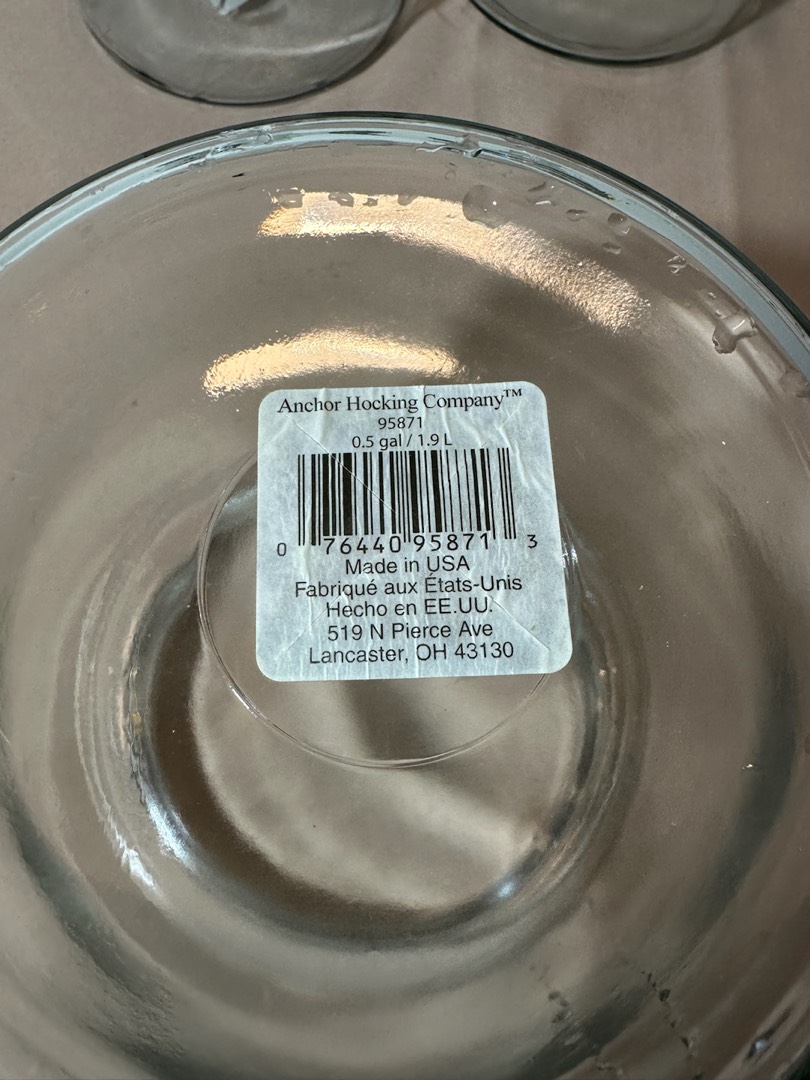 Anchor Hocking Company™
95871
0.5 gal / 1.9 L
0 76440 95871 3
Made in USA
Fabriqué aux États-Unis
Hecho en EE.UU.
519 N Pierce Ave
Lancaster, OH 43130